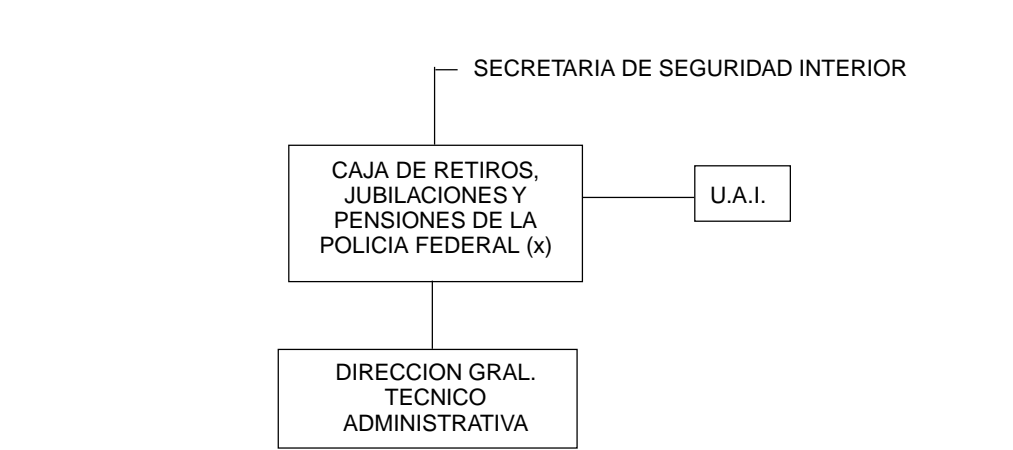 SECRETARIA DE SEGURIDAD INTERIOR
CAJA DE RETIROS,
JUBILACIONES Y
PENSIONES DE LA
POLICIA FEDERAL (x)
U.A.I.
DIRECCION GRAL.
TECNICO
ADMINISTRATIVA